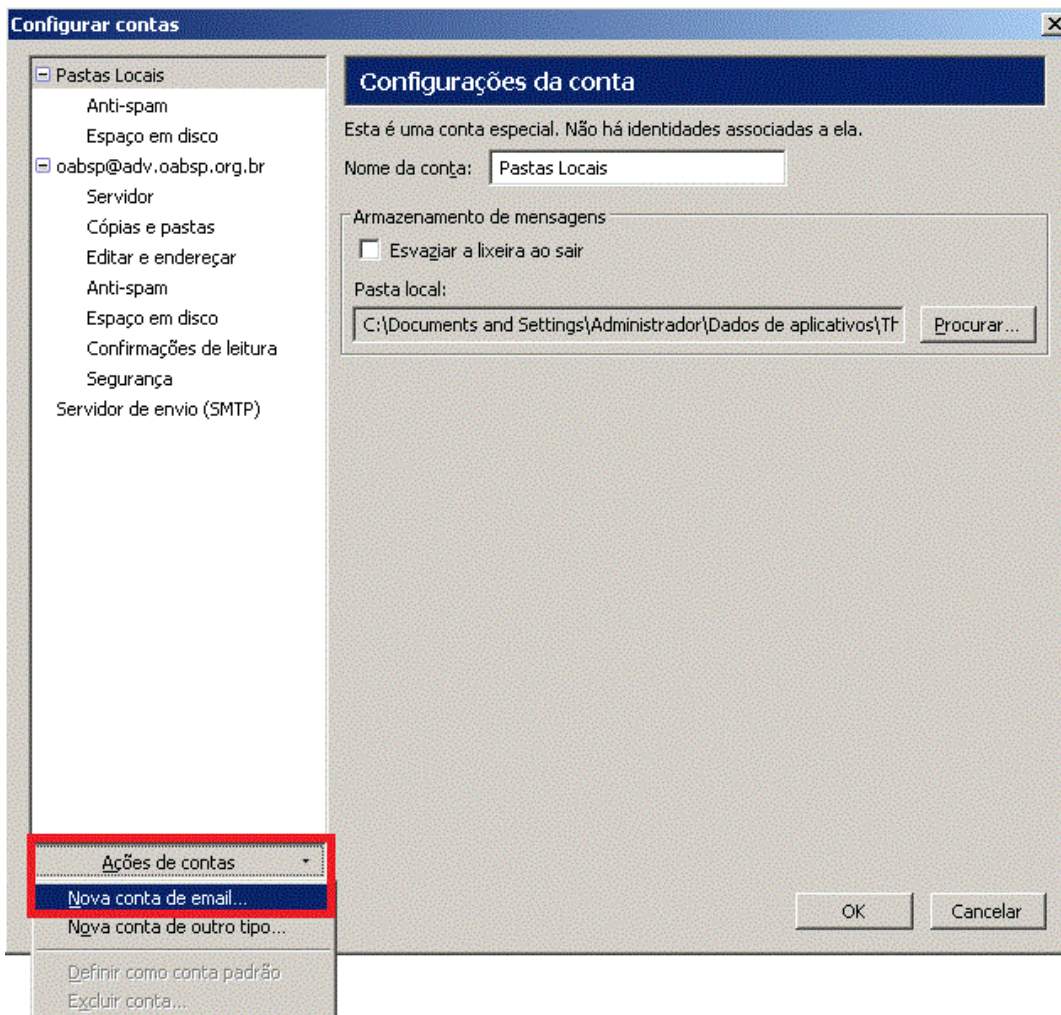 Configurar contas
Pastas Locais
Anti-spam
Espaço em disco
oabsp@adv.oabsp.org.br
Servidor
Cópias e pastas
Editar e endereçar
Anti-spam
Espaço em disco
Confirmações de leitura
Segurança
Servidor de envio (SMTP)
Ações de contas
Nova conta de email...
Nova conta de outro tipo...
Definir como conta padrão
Excluir conta...
Configurações da conta
Esta é uma conta especial. Não há identidades associadas a ela.
Nome da conta: Pastas Locais
Armazenamento de mensagens
Esvaziar a lixeira ao sair
Pasta local:
C:\Documents and Settings\Administrador\Dados de aplicativos\Th Procurar...
OK Cancelar